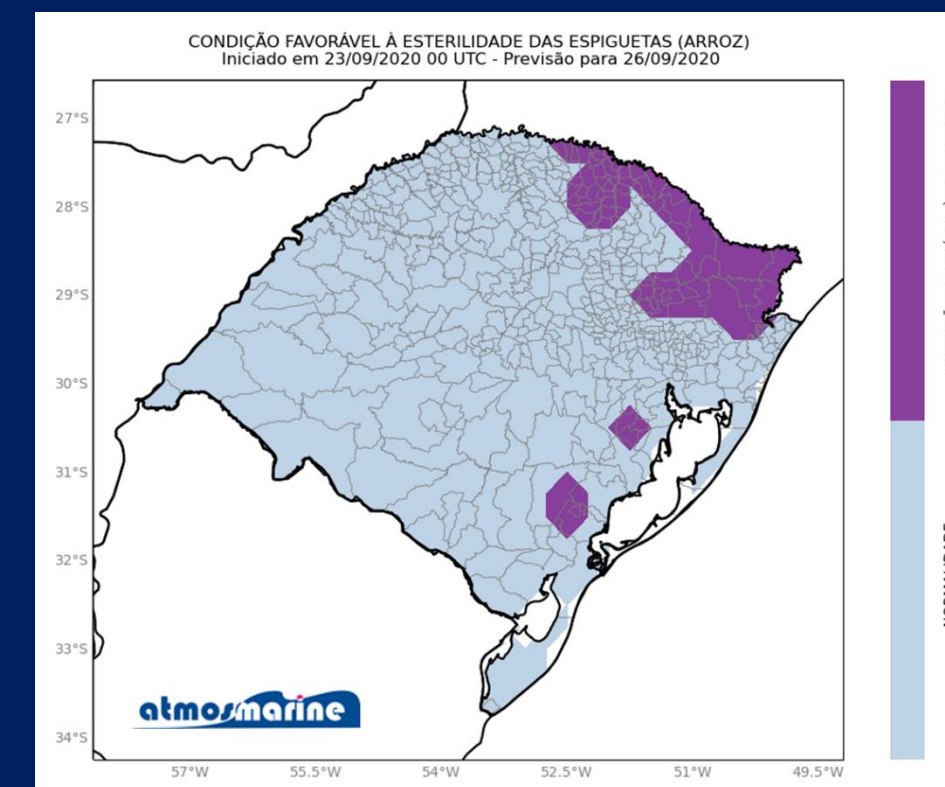 CONDIÇÃO FAVORÁVEL À ESTERILIDADE DAS ESPIGUETAS (ARROZ)
Iniciado em 23/09/2020 00 UTC - Previsão para 26/09/2020
27°S
28°S
29°S
30°S
31°S
32°S
33°S
34°S
57°W
55.5°W
54°W
52.5°W
51°W
49.5°W
atmosmarine